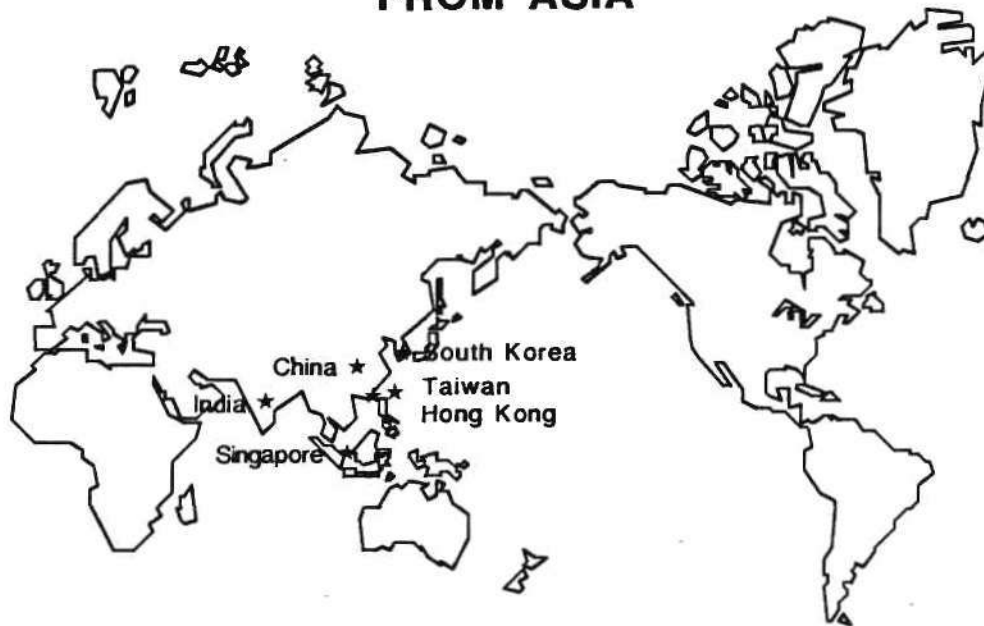 FROM ASIA
South Korea
China
Taiwan
India
Hong Kong
Singapore